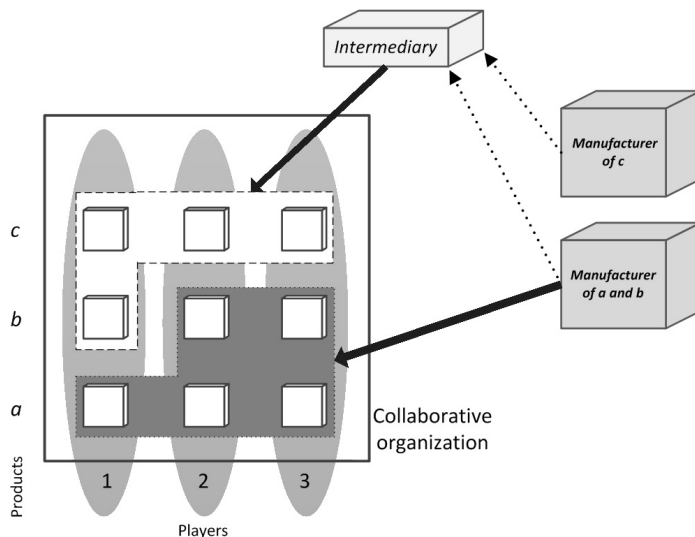 Intermediary
Manufacturer
of c
Manufacturer
of a and b
c
b
a
Collaborative
organization
Products
1 2 3
Players